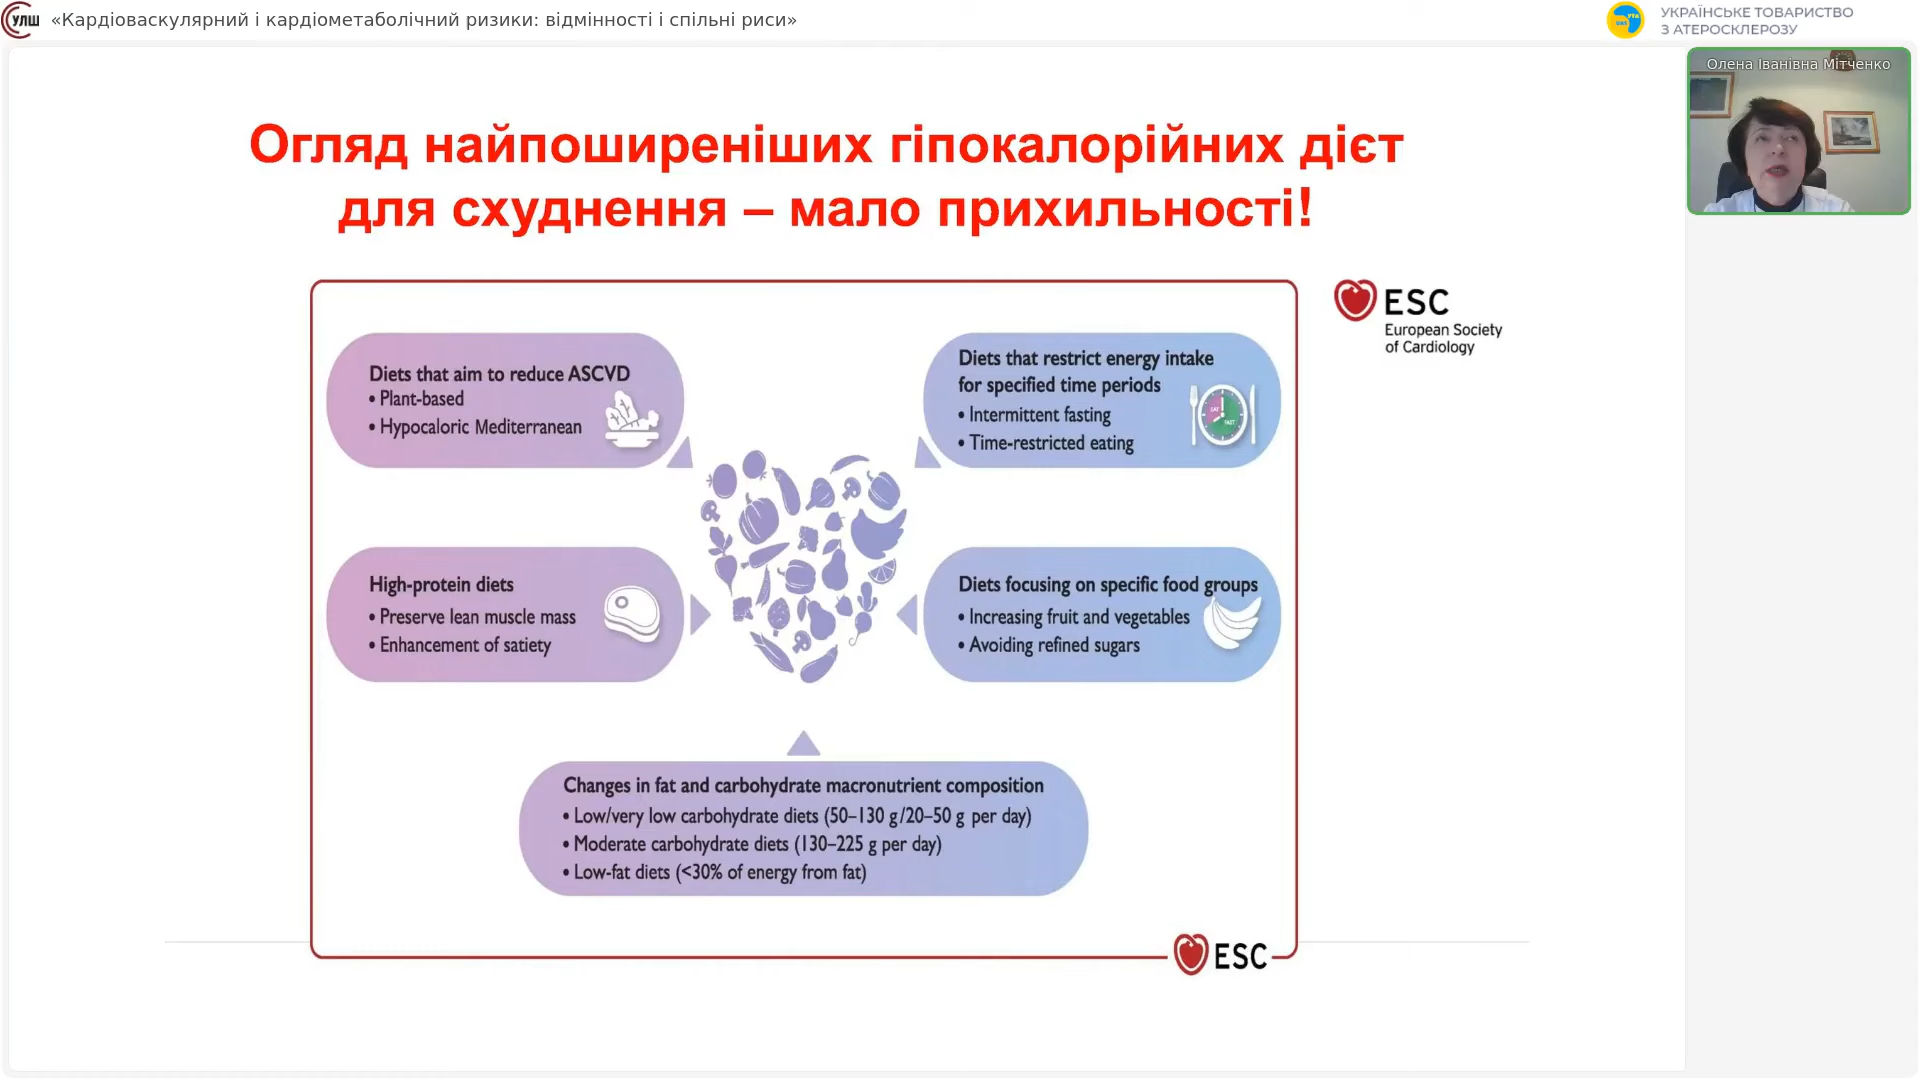 УЛШ «Кардіоваскулярний і кардіометаболічний ризики: відмінності і спільні риси»
УТА
UAS
УКРАЇНСЬКЕ ТОВАРИСТВО
З АТЕРОСКЛЕРОЗУ
Олена Іванівна Мітченко
Огляд найпоширеніших гіпокалорійних дієт
для схуднення – мало прихильності!
ESC
European Society
of Cardiology
Diets that aim to reduce ASCVD
• Plant-based
• Hypocaloric Mediterranean
Diets that restrict energy intake
for specified time periods
• Intermittent fasting
• Time-restricted eating
EAT
FAST
High-protein diets
• Preserve lean muscle mass
• Enhancement of satiety
Diets focusing on specific food groups
• Increasing fruit and vegetables
• Avoiding refined sugars
Changes in fat and carbohydrate macronutrient composition
• Low/very low carbohydrate diets (50–130 g/20–50 g per day)
• Moderate carbohydrate diets (130–225 g per day)
• Low-fat diets (<30% of energy from fat)
ESC